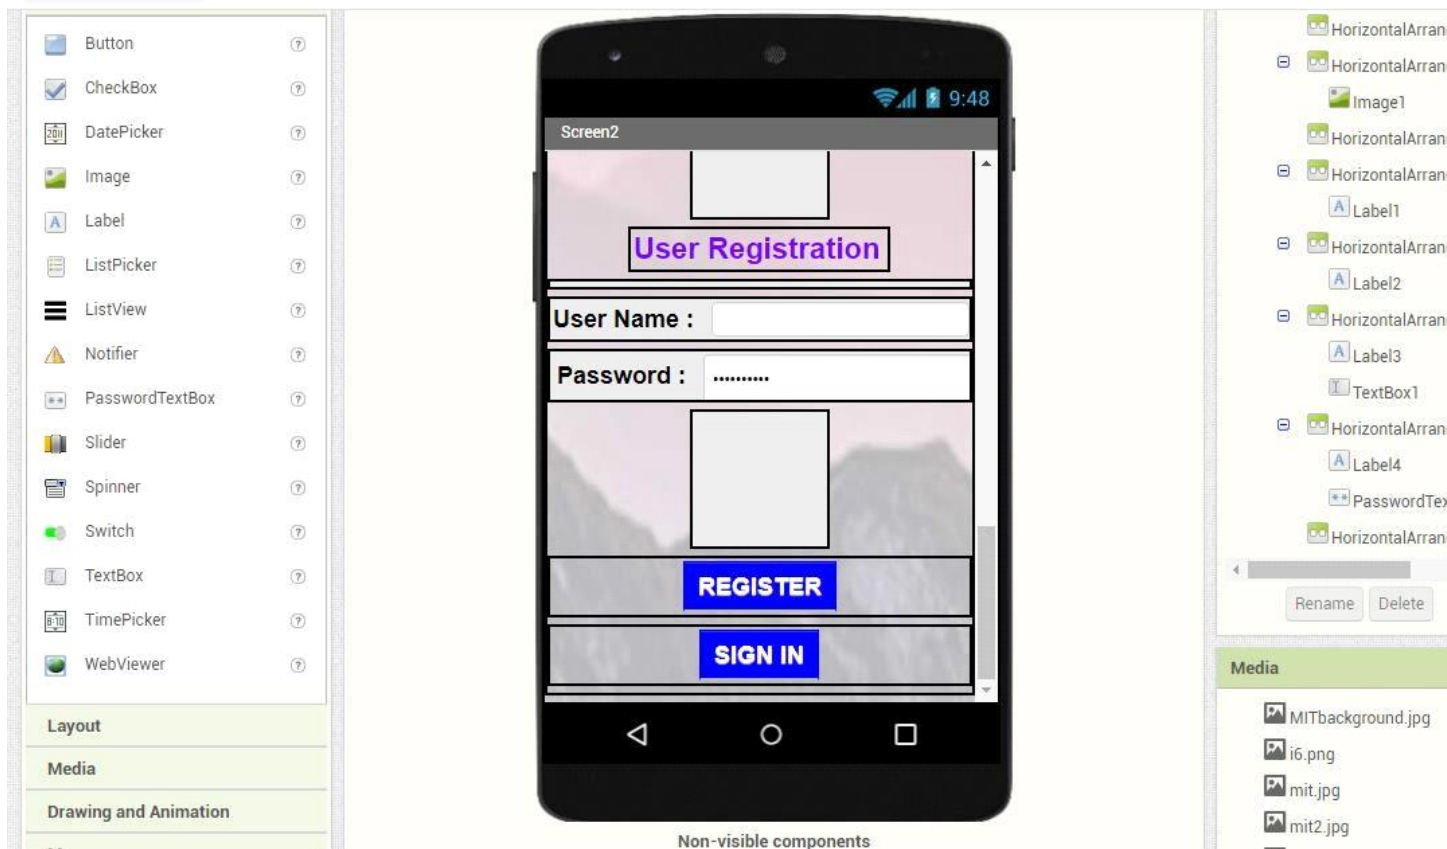 Button
CheckBox
DatePicker
Image
Label
ListPicker
ListView
Notifier
PasswordTextBox
Slider
Spinner
Switch
TextBox
TimePicker
WebViewer
Layout
Media
Drawing and Animation
9:48
Screen2
User Registration
User Name :
Password :
REGISTER
SIGN IN
Non-visible components
HorizontalArran
HorizontalArran
Image1
HorizontalArran
HorizontalArran
Label1
HorizontalArran
Label2
HorizontalArran
Label3
TextBox1
HorizontalArran
Label4
PasswordTex
HorizontalArran
Rename Delete
Media
MITbackground.jpg
i6.png
mit.jpg
mit2.jpg